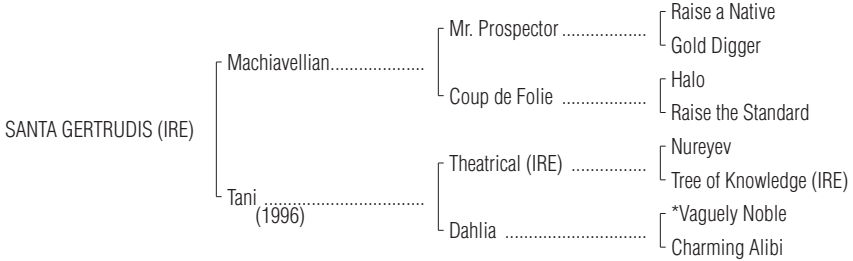 Raise a Native
Mr. Prospector ...................
Gold Digger
Machiavellian.....................
Halo
Coup de Folie ...................
Raise the Standard
SANTA GERTRUDIS (IRE)
Nureyev
Theatrical (IRE) .................
Tree of Knowledge (IRE)
Tani ..................................
(1996)
*Vaguely Noble
Dahlia ................................
Charming Alibi